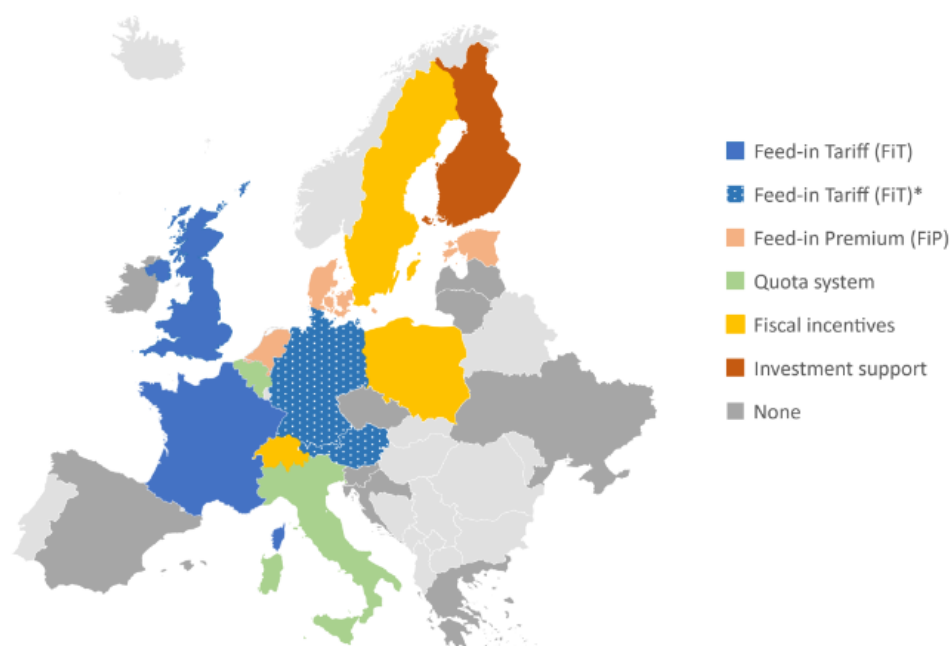 Feed-in Tariff (FiT)
Feed-in Tariff (FiT)*
Feed-in Premium (FiP)
Quota system
Fiscal incentives
Investment support
None